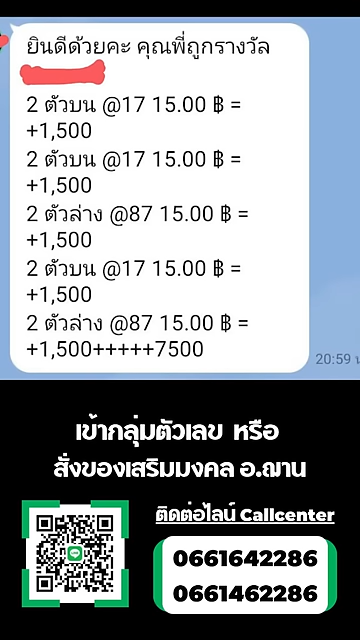 ยินดีด้วยคะ คุณพี่ถูกรางวัล
2 ตัวบน @17 15.00 ฿ =
+1,500
2 ตัวบน @17 15.00 ฿ =
+1,500
2 ตัวล่าง @87 15.00 ฿ =
+1,500
2 ตัวบน @17 15.00 ฿ =
+1,500
2 ตัวล่าง @87 15.00 ฿ =
+1,500+++++7500
20:59 น
เข้ากลุ่มตัวเลข หรือ
สั่งของเสริมมงคล อ.ฌาน
ติดต่อไลน์ Callcenter
0661642286
0661462286